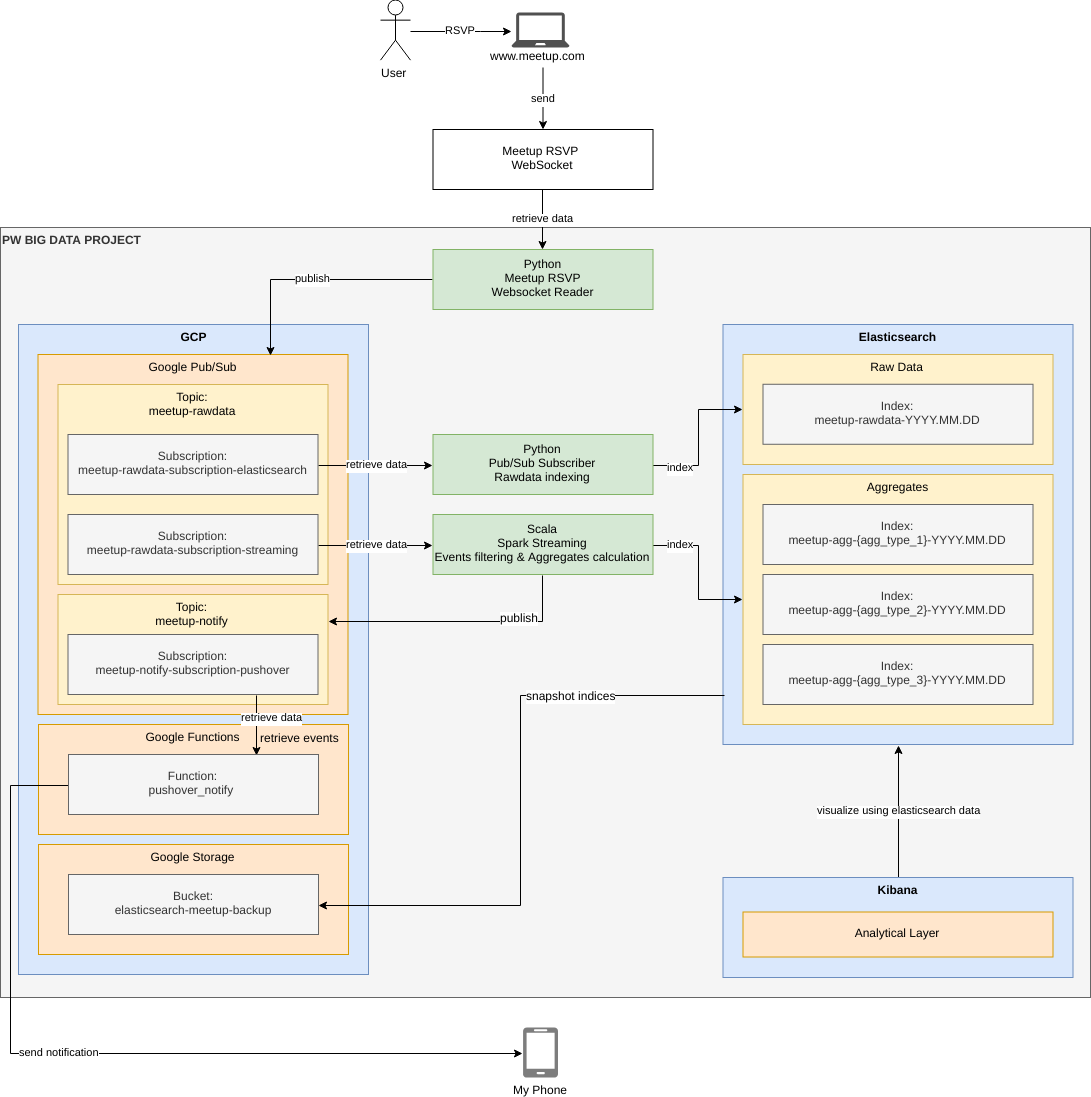 RSVP
User
www.meetup.com
send
Meetup RSVP
WebSocket
retrieve data
PW BIG DATA PROJECT
Python
Meetup RSVP
Websocket Reader
publish
GCP
Google Pub/Sub
Topic:
meetup-rawdata
Subscription:
meetup-rawdata-subscription-elasticsearch
Subscription:
meetup-rawdata-subscription-streaming
Topic:
meetup-notify
Subscription:
meetup-notify-subscription-pushover
retrieve data
Google Functions
retrieve events
Function:
pushover_notify
Google Storage
Bucket:
elasticsearch-meetup-backup
retrieve data
Python
Pub/Sub Subscriber
Rawdata indexing
index
retrieve data
Scala
Spark Streaming
Events filtering & Aggregates calculation
index
publish
snapshot indices
Elasticsearch
Raw Data
Index:
meetup-rawdata-YYYY.MM.DD
Aggregates
Index:
meetup-agg-{agg_type_1}-YYYY.MM.DD
Index:
meetup-agg-{agg_type_2}-YYYY.MM.DD
Index:
meetup-agg-{agg_type_3}-YYYY.MM.DD
visualize using elasticsearch data
Kibana
Analytical Layer
send notification
My Phone